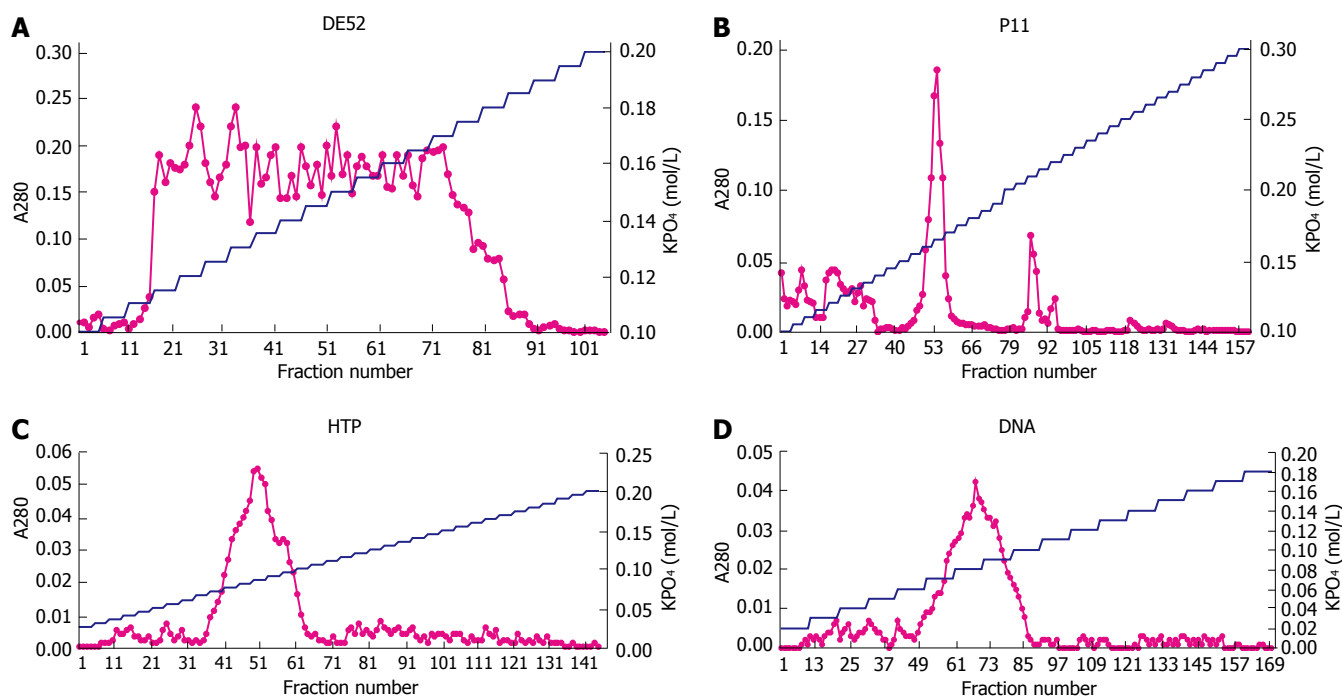 A
DE52
A280
0.30
0.25
0.20
0.15
0.10
0.05
0.00
0.20
0.18
0.16
0.14
0.12
0.10
KPO₄ (mol/L)
1 11 21 31 41 51 61 71 81 91 101
Fraction number
B
P11
A280
0.20
0.15
0.10
0.05
0.00
0.30
0.25
0.20
0.15
0.10
KPO₄ (mol/L)
1 14 27 40 53 66 79 92 105 118 131 144 157
Fraction number
C
HTP
A280
0.06
0.05
0.04
0.03
0.02
0.01
0.00
0.25
0.20
0.15
0.10
0.05
0.00
KPO₄ (mol/L)
1 11 21 31 41 51 61 71 81 91 101 111 121 131 141
Fraction number
D
DNA
A280
0.05
0.04
0.03
0.02
0.01
0.00
0.20
0.18
0.16
0.14
0.12
0.10
0.08
0.06
0.04
0.02
0.00
KPO₄ (mol/L)
1 13 25 37 49 61 73 85 97 109 121 133 145 157 169
Fraction number